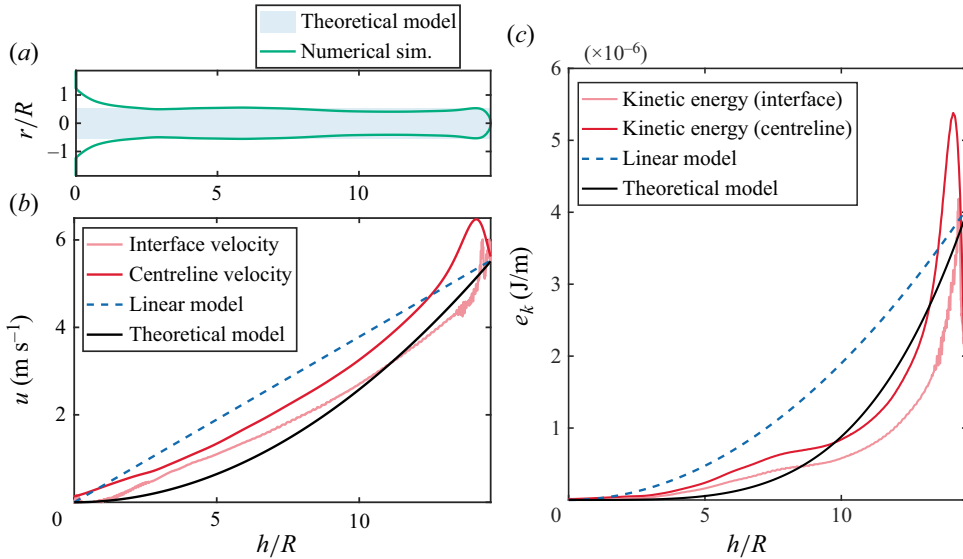 Theoretical model
Numerical sim.
(a)
r/R
1
0
−1
0
5
10
(b)
6
4
2
0
5
10
Interface velocity
Centreline velocity
Linear model
Theoretical model
u (m s⁻¹)
h/R
(c)
(×10⁻⁶)
6
5
4
3
2
1
0
5
10
Kinetic energy (interface)
Kinetic energy (centreline)
Linear model
Theoretical model
eₖ (J/m)
h/R